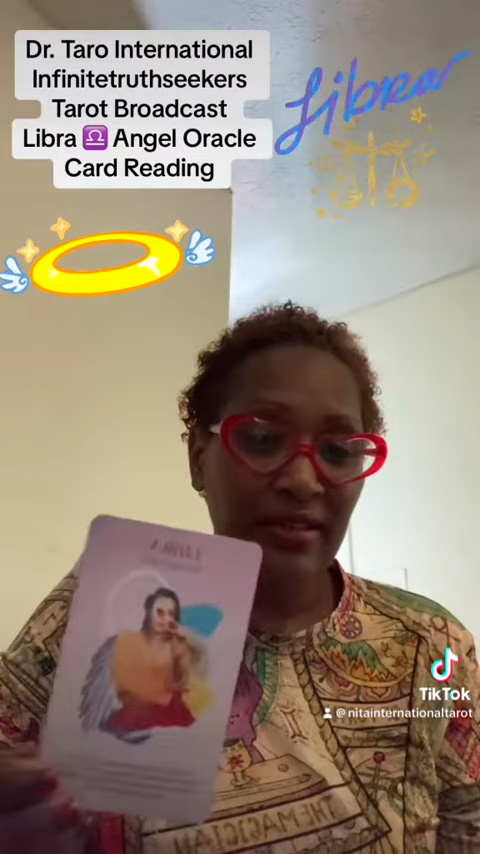 Dr. Taro International
Infinitetruthseekers
Tarot Broadcast
Libra ♎ Angel Oracle
Card Reading
Libra
TikTok
@nitainternationaltarot
THE MAGICIAN